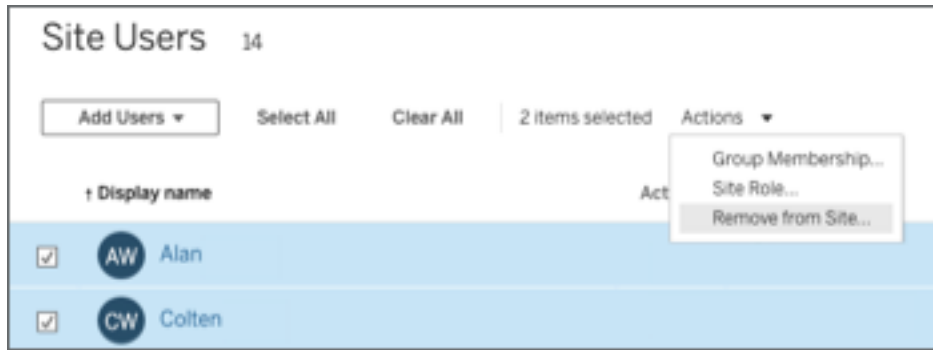 Site Users 14
Add Users ▾ Select All Clear All 2 items selected Actions ▾
Group Membership...
↑ Display name Act Site Role...
Remove from Site...
AW Alan
CW Colten